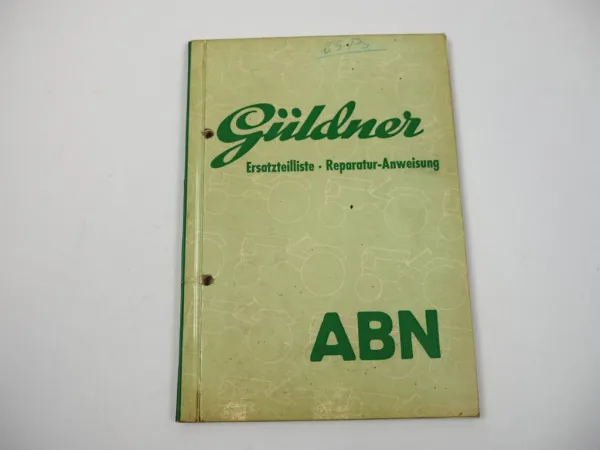 Güldner
Ersatzteilliste · Reparatur-Anweisung
ABN